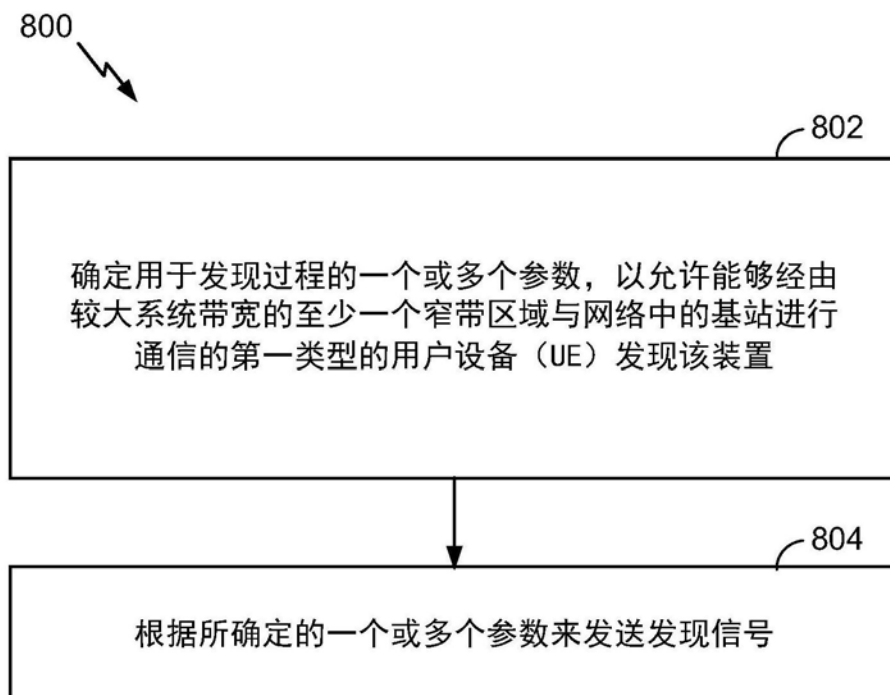 800
802
确定用于发现过程的一个或多个参数，以允许能够经由
较大系统带宽的至少一个窄带区域与网络中的基站进行
通信的第一类型的用户设备（UE）发现该装置
804
根据所确定的一个或多个参数来发送发现信号